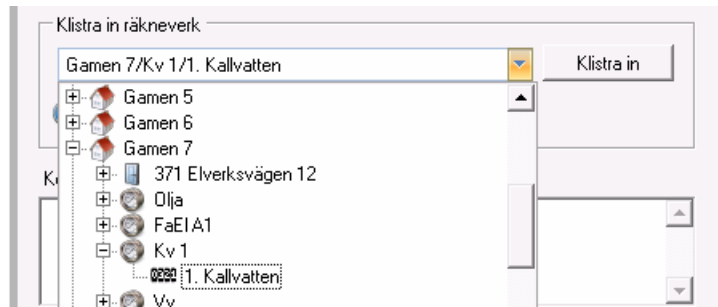 Klistra in räkneverk
Gamen 7/Kv 1/1. Kallvatten
Klistra in
Gamen 5
Gamen 6
Gamen 7
371 Elverksvägen 12
Olja
FaEl A1
Kv 1
1. Kallvatten
Vv